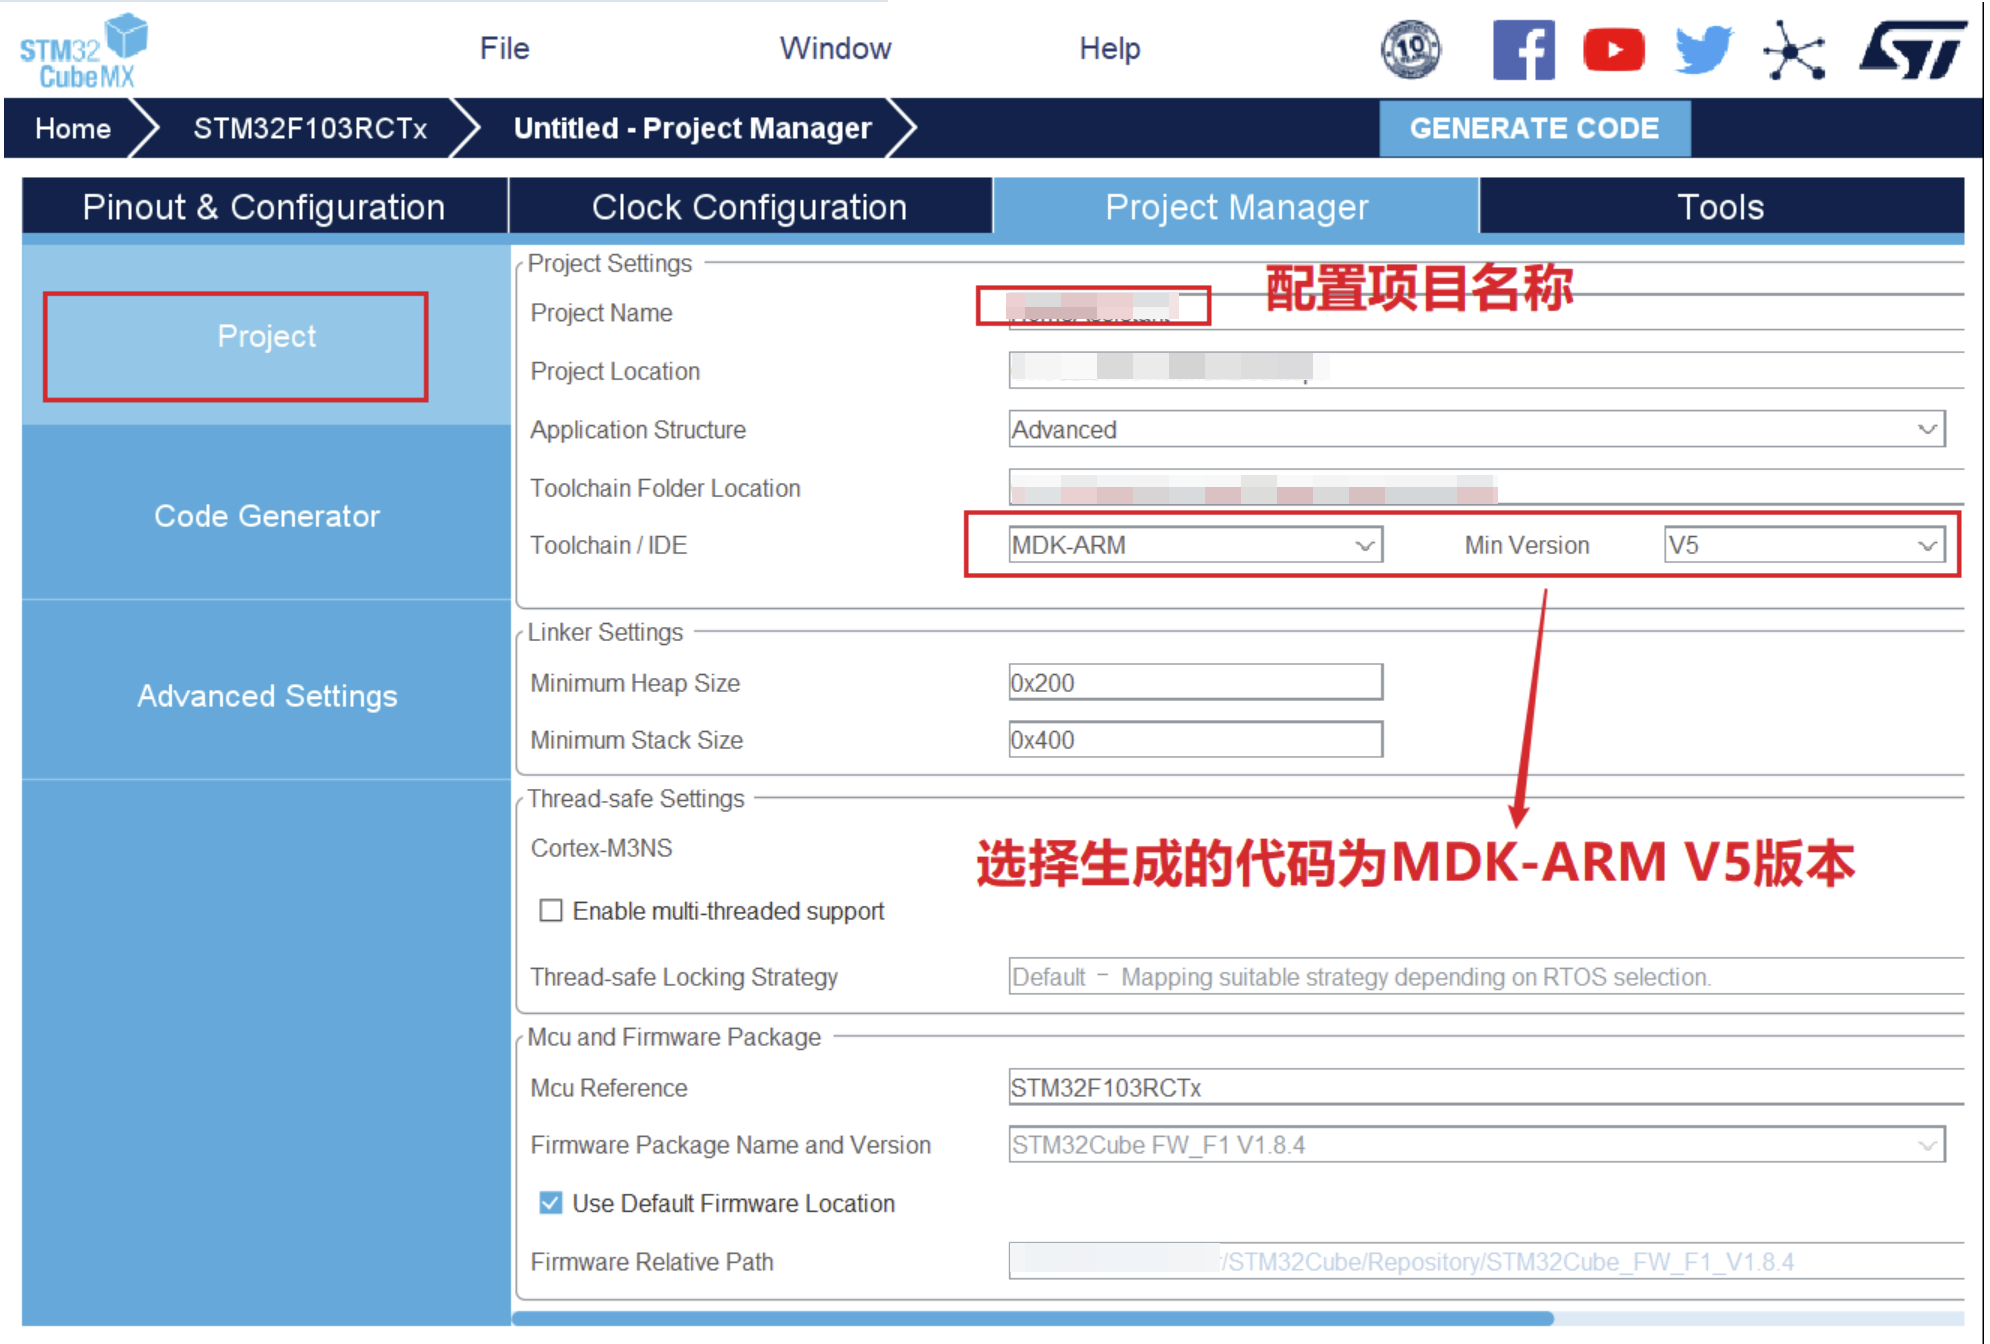 STM32
CubeMX
File
Window
Help
10
Home
STM32F103RCTx
Untitled - Project Manager
GENERATE CODE
Pinout & Configuration
Clock Configuration
Project Manager
Tools
Project
Code Generator
Advanced Settings
Project Settings
配置项目名称
Project Name
Project Location
Application Structure
Advanced
Toolchain Folder Location
Toolchain / IDE
MDK-ARM
Min Version
V5
Linker Settings
Minimum Heap Size
0x200
Minimum Stack Size
0x400
Thread-safe Settings
Cortex-M3NS
选择生成的代码为MDK-ARM V5版本
Enable multi-threaded support
Thread-safe Locking Strategy
Default - Mapping suitable strategy depending on RTOS selection.
Mcu and Firmware Package
Mcu Reference
STM32F103RCTx
Firmware Package Name and Version
STM32Cube FW_F1 V1.8.4
Use Default Firmware Location
Firmware Relative Path
/STM32Cube/Repository/STM32Cube_FW_F1_V1.8.4